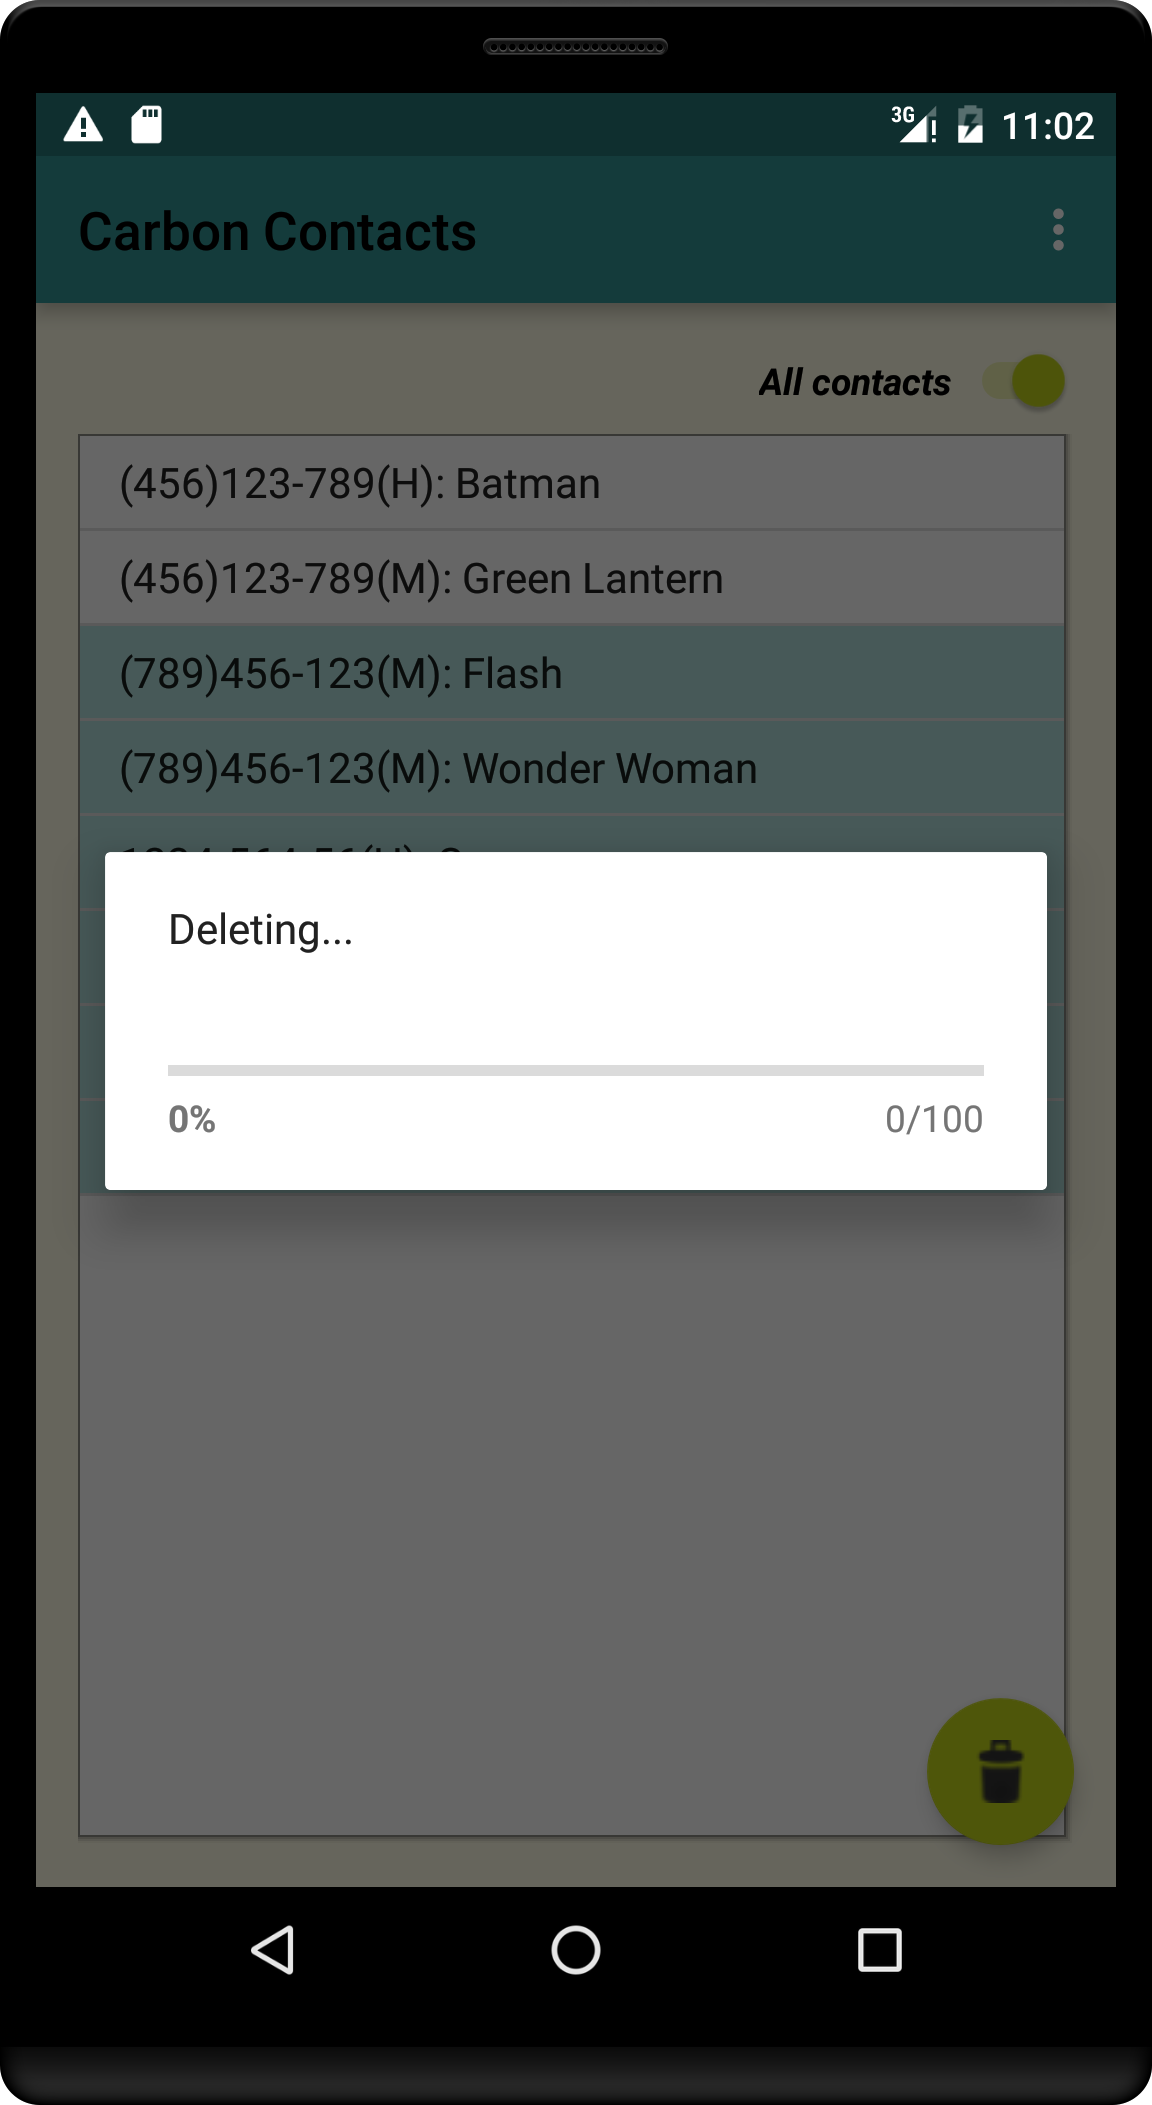 3G 11:02
Carbon Contacts
All contacts
(456)123-789(H): Batman
(456)123-789(M): Green Lantern
(789)456-123(M): Flash
(789)456-123(M): Wonder Woman
Deleting...
0% 0/100